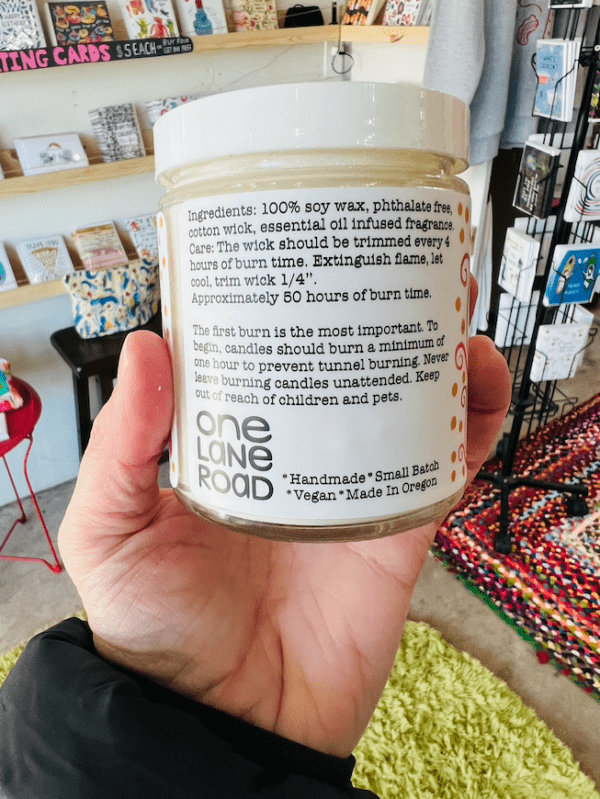 TING CARDS $5 EACH
Ingredients: 100% soy wax, phthalate free,
cotton wick, essential oil infused fragrance.
Care: The wick should be trimmed every 4
hours of burn time. Extinguish flame, let
cool, trim wick 1/4”.
Approximately 50 hours of burn time.
The first burn is the most important. To
begin, candles should burn a minimum of
one hour to prevent tunnel burning. Never
leave burning candles unattended. Keep
out of reach of children and pets.
one
LaNe
ROaD
*Handmade*Small Batch
*Vegan*Made In Oregon